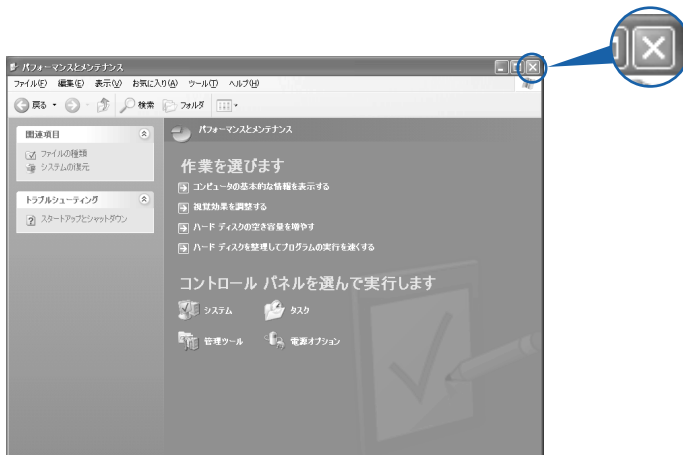 パフォーマンスとメンテナンス
ファイル(F) 編集(E) 表示(V) お気に入り(A) ツール(T) ヘルプ(H)
戻る 検索 フォルダ
関連項目
ファイルの種類
システムの復元
トラブルシューティング
スタートアップとシャットダウン
パフォーマンスとメンテナンス
作業を選びます
コンピュータの基本的な情報を表示する
視覚効果を調整する
ハード ディスクの空き容量を増やす
ハード ディスクを整理してプログラムの実行を速くする
コントロール パネルを選んで実行します
システム タスク
管理ツール 電源オプション